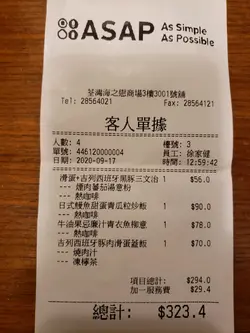 ASAP As Simple As Possible
荃灣海之戀商場3樓3001號舖
Tel: 28564021 Fax: 28564121
客人單據
人數: 4 檯號: 3
單號: 446120000004 員工: 徐家健
日期: 2020-09-17 時間: 12:59:42
滑蛋+吉列西班牙黑豚三文治 1 $56.0
--- 煙肉蕃茄湯意粉
--- 熱咖啡
日式鰻魚甜蛋青瓜粒炒飯 1 $90.0
--- 熱咖啡
牛油果忌廉汁青衣魚柳意 1 $78.0
--- 熱咖啡
吉列西班牙豚肉滑蛋蓋飯 1 $70.0
--- 燒肉汁
--- 凍檸茶
項目總計: $294.0
加一服務費 $29.4
總計: $323.4